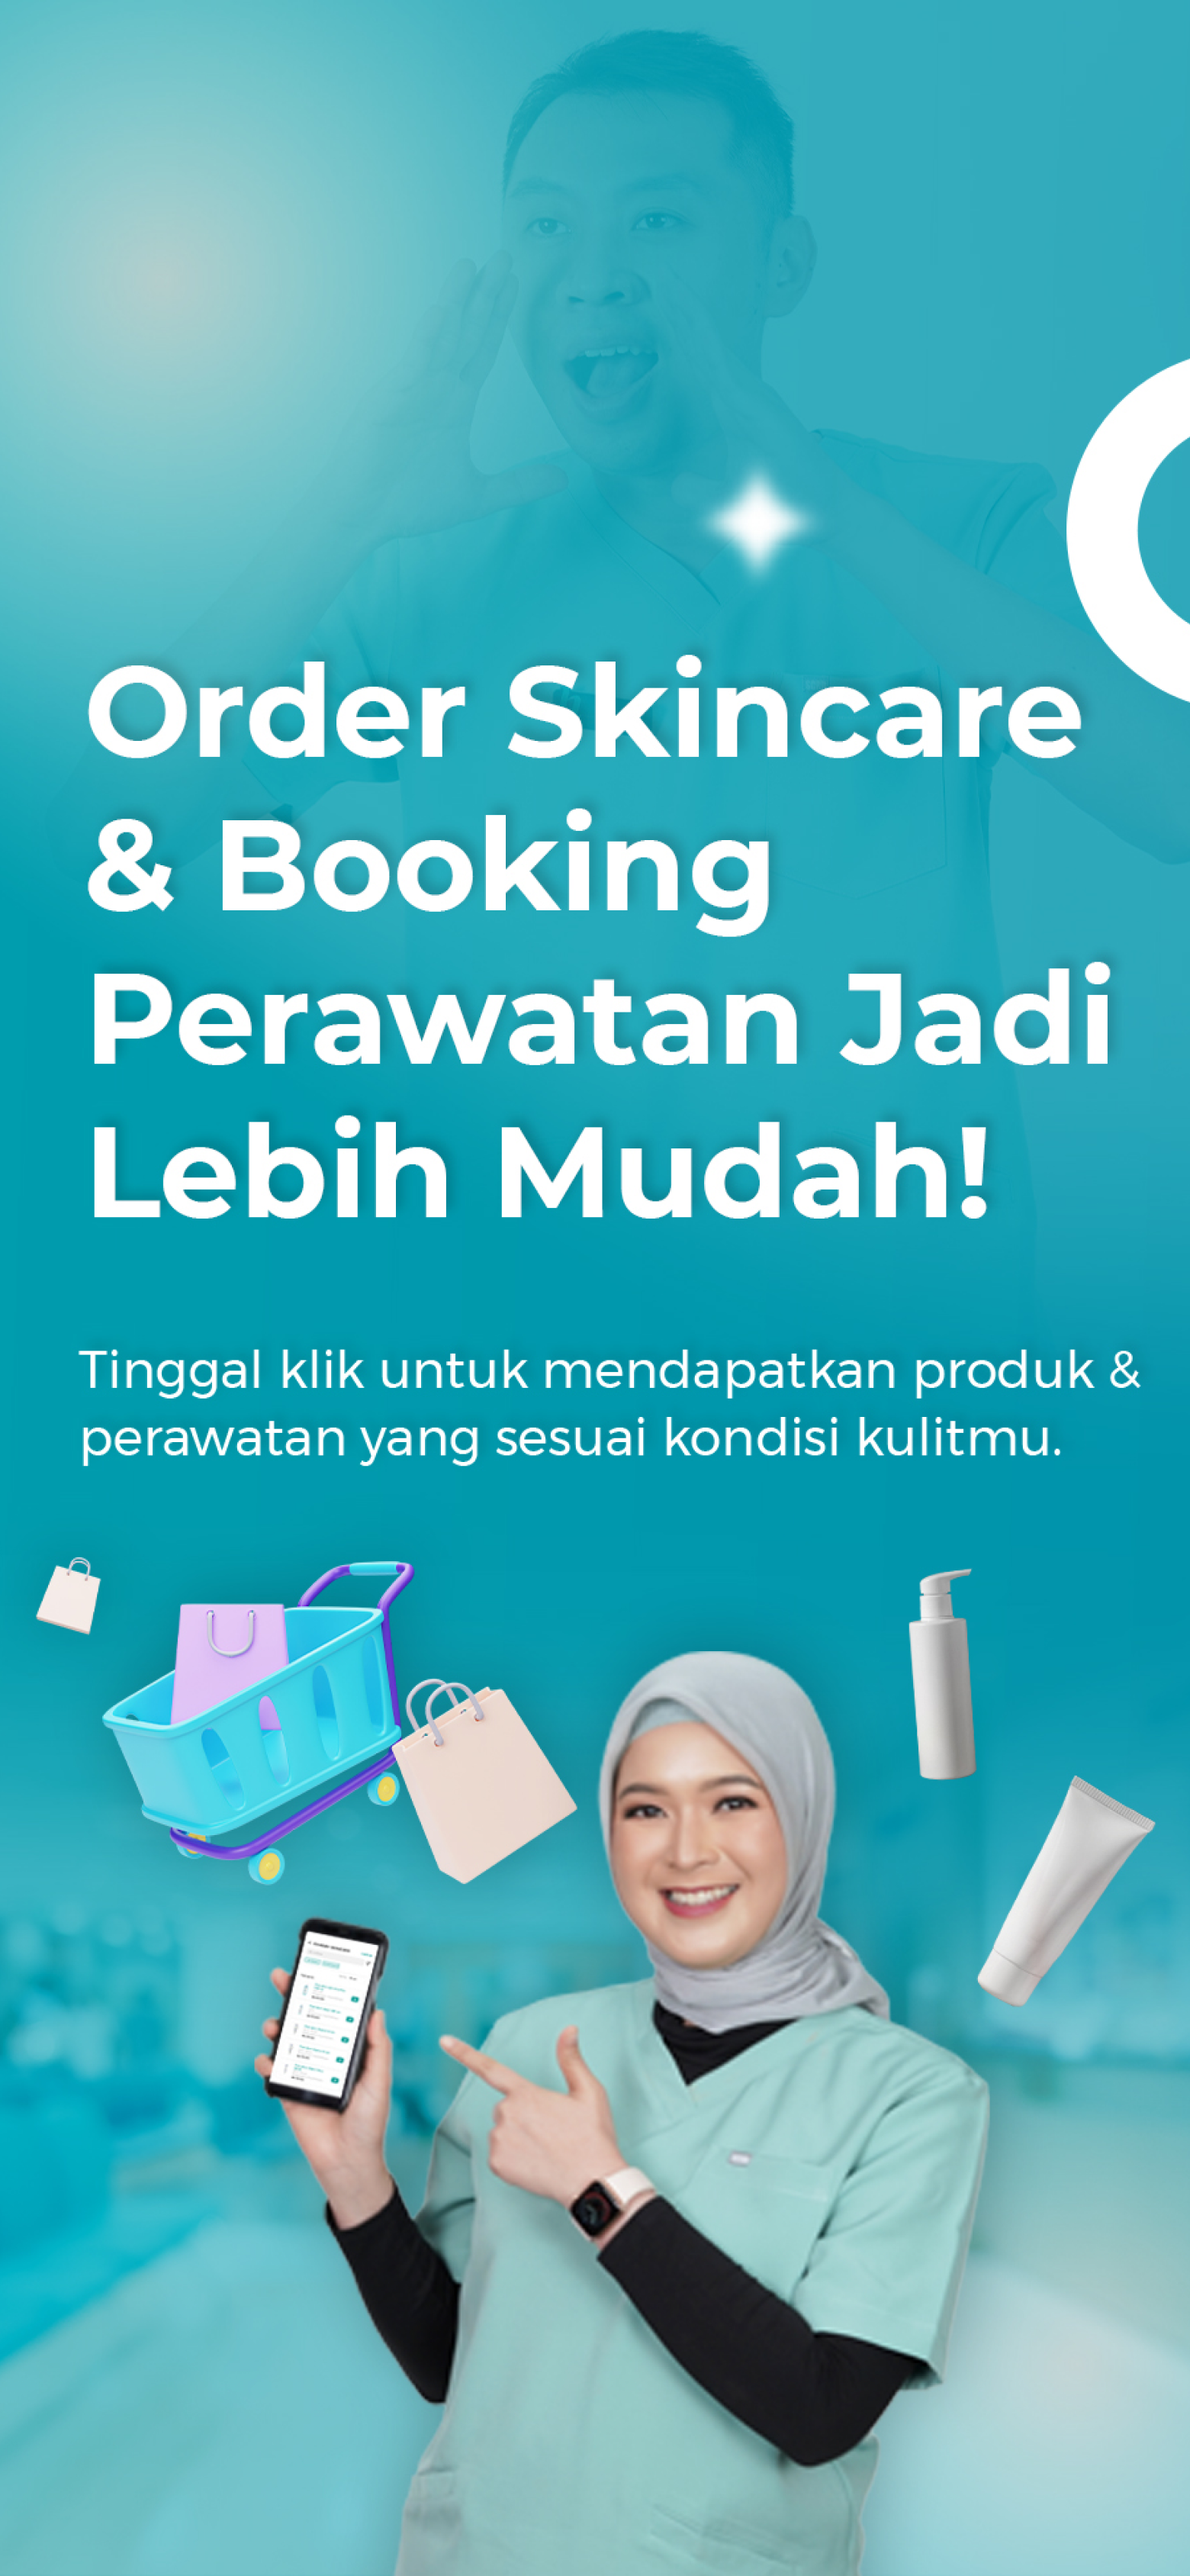 Order Skincare
& Booking
Perawatan Jadi
Lebih Mudah!
Tinggal klik untuk mendapatkan produk &
perawatan yang sesuai kondisi kulitmu.